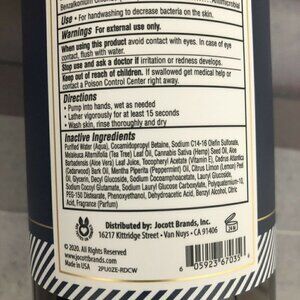 Benzalkonium Antimicrobial
Use • For handwashing to decrease bacteria on the skin.
Warnings For external use only.
When using this product avoid contact with eyes. In case of eye
contact, flush with water.
Stop use and ask a doctor if irritation or redness develops.
Keep out of reach of children. If swallowed get medical help or
contact a Poison Control Center right away.
Directions
• Pump into hands, wet as needed
• Lather vigorously for at least 15 seconds
• Wash skin, rinse thoroughly and dry
Inactive Ingredients
Purified Water (Aqua), Cocamidopropyl Betaine, Sodium C14-16 Olefin Sulfonate,
Melaleuca Alternifolia (Tea Tree) Leaf Oil, Cannabis Sativa (Hemp) Seed Oil, Aloe
Barbadensis (Aloe Vera) Leaf Juice, Tocopheryl Acetate (Vitamin E), Cedrus Atlantica
(Cedarwood) Bark Oil, Mentha Piperita (Peppermint) Oil, Citrus Limon (Lemon) Peel
Oil, Glycerin, Decyl Glucoside, Sodium Cocoamphoacetate, Lauryl Glucoside,
Sodium Cocoyl Glutamate, Sodium Lauryl Glucose Carboxylate, Polyquaternium-10,
PEG-150 Distearate, Phenoxyethanol, Dehydroacetic Acid, Benzoic Acid, Citric
Acid, Fragrance (Parfum)
Distributed by: Jocott Brands, Inc.
16217 Kittridge Street • Van Nuys • CA 91406
24M
© 2020. All Rights Reserved
www.jocottbrands.com
Made in USA 2PU0ZE-RDCW
6 05923 67035